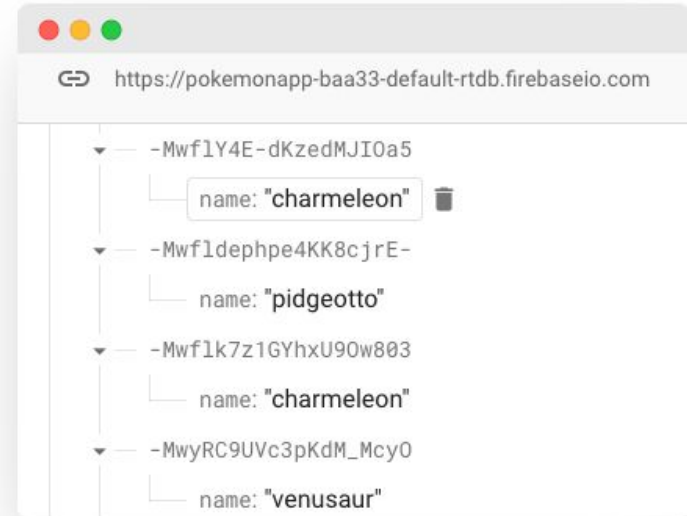 https://pokemonapp-baa33-default-rtdb.firebaseio.com
-MwflY4E-dKzedMJIOa5
name: "charmeleon"
-Mwfldephpe4KK8cjrE-
name: "pidgeotto"
-Mwflk7z1GYhxU9Ow803
name: "charmeleon"
-MwyRC9UVc3pKdM_McyO
name: "venusaur"